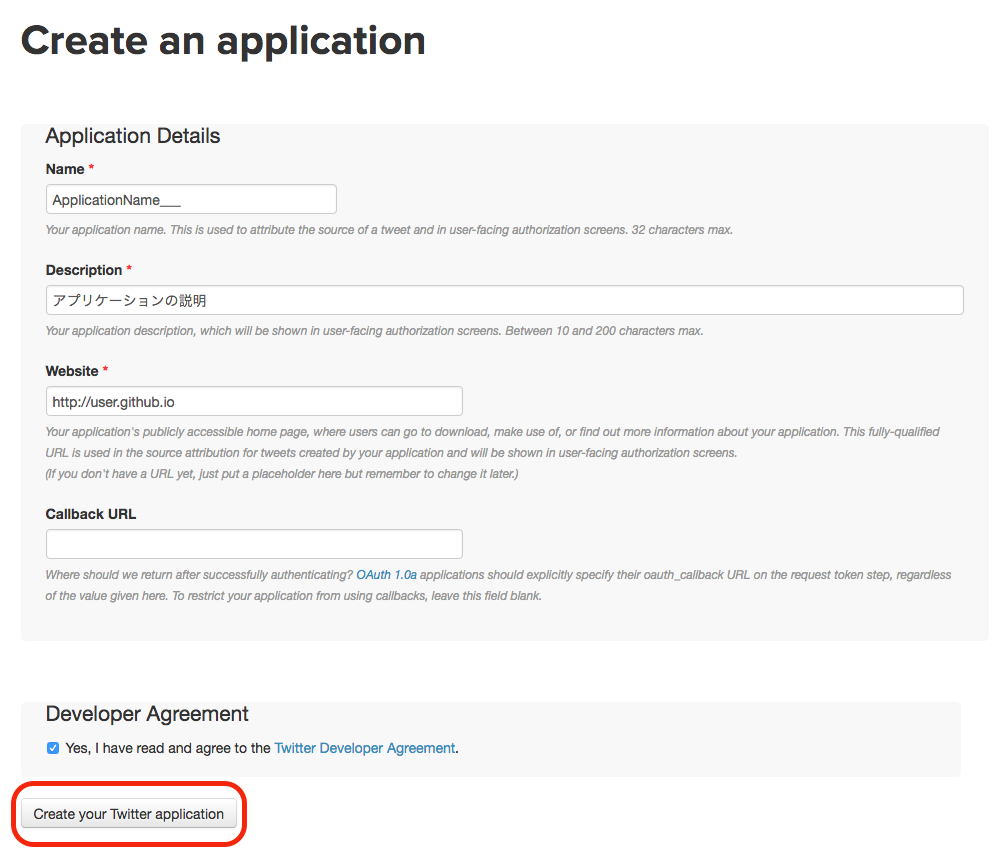 Create an application
Application Details
Name *
ApplicationName___
Your application name. This is used to attribute the source of a tweet and in user-facing authorization screens. 32 characters max.
Description *
アプリケーションの説明
Your application description, which will be shown in user-facing authorization screens. Between 10 and 200 characters max.
Website *
http://user.github.io
Your application's publicly accessible home page, where users can go to download, make use of, or find out more information about your application. This fully-qualified
URL is used in the source attribution for tweets created by your application and will be shown in user-facing authorization screens.
(If you don't have a URL yet, just put a placeholder here but remember to change it later.)
Callback URL
Where should we return after successfully authenticating? OAuth 1.0a applications should explicitly specify their oauth_callback URL on the request token step, regardless
of the value given here. To restrict your application from using callbacks, leave this field blank.
Developer Agreement
Yes, I have read and agree to the Twitter Developer Agreement.
Create your Twitter application